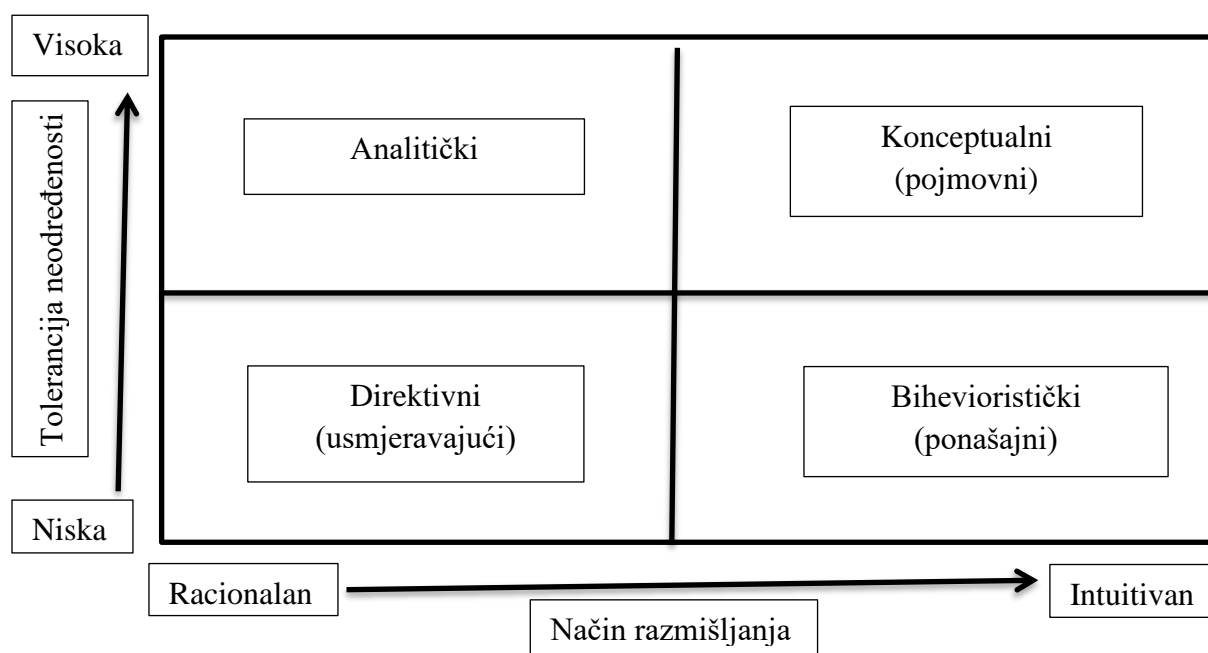 Visoka
Tolerancija neodređenosti
Niska
Analitički
Konceptualni
(pojmovni)
Direktivni
(usmjeravajući)
Bihevioristički
(ponašajni)
Racionalan
Način razmišljanja
Intuitivan